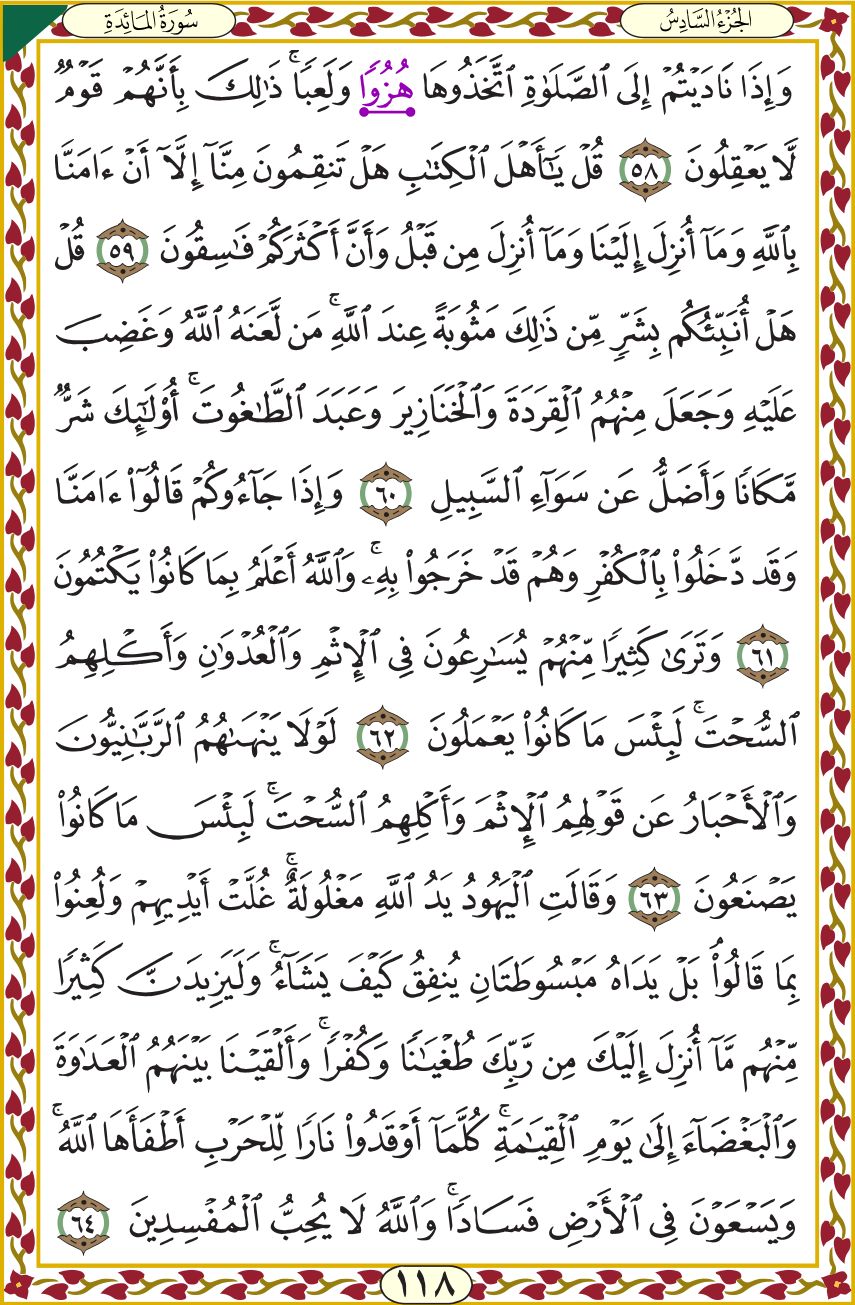 الجُزْءُ السَّادِسُ
سُورَةُ المَائِدَةِ
وَإِذَا نَادَيْتُمْ إِلَى ٱلصَّلَوٰةِ ٱتَّخَذُوهَا هُزُوًا وَلَعِبًا ۚ ذَٰلِكَ بِأَنَّهُمْ قَوْمٌ
لَّا يَعْقِلُونَ ٥٨ قُلْ يَـٰٓأَهْلَ ٱلْكِتَـٰبِ هَلْ تَنقِمُونَ مِنَّآ إِلَّآ أَنْ ءَامَنَّا
بِٱللَّهِ وَمَآ أُنزِلَ إِلَيْنَا وَمَآ أُنزِلَ مِن قَبْلُ وَأَنَّ أَكْثَرَكُمْ فَـٰسِقُونَ ٥٩ قُلْ
هَلْ أُنَبِّئُكُم بِشَرٍّ مِّن ذَٰلِكَ مَثُوبَةً عِندَ ٱللَّهِ ۚ مَن لَّعَنَهُ ٱللَّهُ وَغَضِبَ
عَلَيْهِ وَجَعَلَ مِنْهُمُ ٱلْقِرَدَةَ وَٱلْخَنَازِيرَ وَعَبَدَ ٱلطَّـٰغُوتَ ۚ أُو۟لَـٰٓئِكَ شَرٌّ
مَّكَانًا وَأَضَلُّ عَن سَوَآءِ ٱلسَّبِيلِ ٦٠ وَإِذَا جَآءُوكُمْ قَالُوٓا۟ ءَامَنَّا
وَقَد دَّخَلُوا۟ بِٱلْكُفْرِ وَهُمْ قَدْ خَرَجُوا۟ بِهِۦ ۚ وَٱللَّهُ أَعْلَمُ بِمَا كَانُوا۟ يَكْتُمُونَ
٦١ وَتَرَىٰ كَثِيرًا مِّنْهُمْ يُسَـٰرِعُونَ فِى ٱلْإِثْمِ وَٱلْعُدْوَٰنِ وَأَكْلِهِمُ
ٱلسُّحْتَ ۚ لَبِئْسَ مَا كَانُوا۟ يَعْمَلُونَ ٦٢ لَوْلَا يَنْهَىٰهُمُ ٱلرَّبَّـٰنِيُّونَ
وَٱلْأَحْبَارُ عَن قَوْلِهِمُ ٱلْإِثْمَ وَأَكْلِهِمُ ٱلسُّحْتَ ۚ لَبِئْسَ مَا كَانُوا۟
يَصْنَعُونَ ٦٣ وَقَالَتِ ٱلْيَهُودُ يَدُ ٱللَّهِ مَغْلُولَةٌ ۚ غُلَّتْ أَيْدِيهِمْ وَلُعِنُوا۟
بِمَا قَالُوا۟ ۘ بَلْ يَدَاهُ مَبْسُوطَتَانِ يُنفِقُ كَيْفَ يَشَآءُ ۚ وَلَيَزِيدَنَّ كَثِيرًا
مِّنْهُم مَّآ أُنزِلَ إِلَيْكَ مِن رَّبِّكَ طُغْيَـٰنًا وَكُفْرًا ۚ وَأَلْقَيْنَا بَيْنَهُمُ ٱلْعَدَٰوَةَ
وَٱلْبَغْضَآءَ إِلَىٰ يَوْمِ ٱلْقِيَـٰمَةِ ۚ كُلَّمَآ أَوْقَدُوا۟ نَارًا لِّلْحَرْبِ أَطْفَأَهَا ٱللَّهُ ۚ
وَيَسْعَوْنَ فِى ٱلْأَرْضِ فَسَادًا ۚ وَٱللَّهُ لَا يُحِبُّ ٱلْمُفْسِدِينَ ٦٤
١١٨